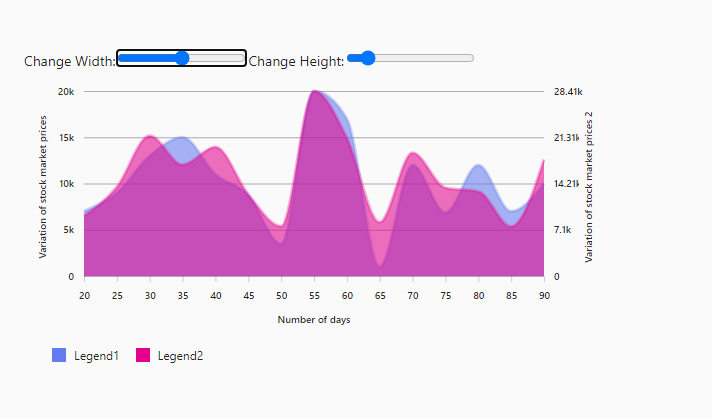 Change Width: Change Height:
20k
15k
10k
5k
0
Variation of stock market prices
28.41k
21.31k
14.21k
7.1k
0
Variation of stock market prices 2
20 25 30 35 40 45 50 55 60 65 70 75 80 85 90
Number of days
Legend1 Legend2